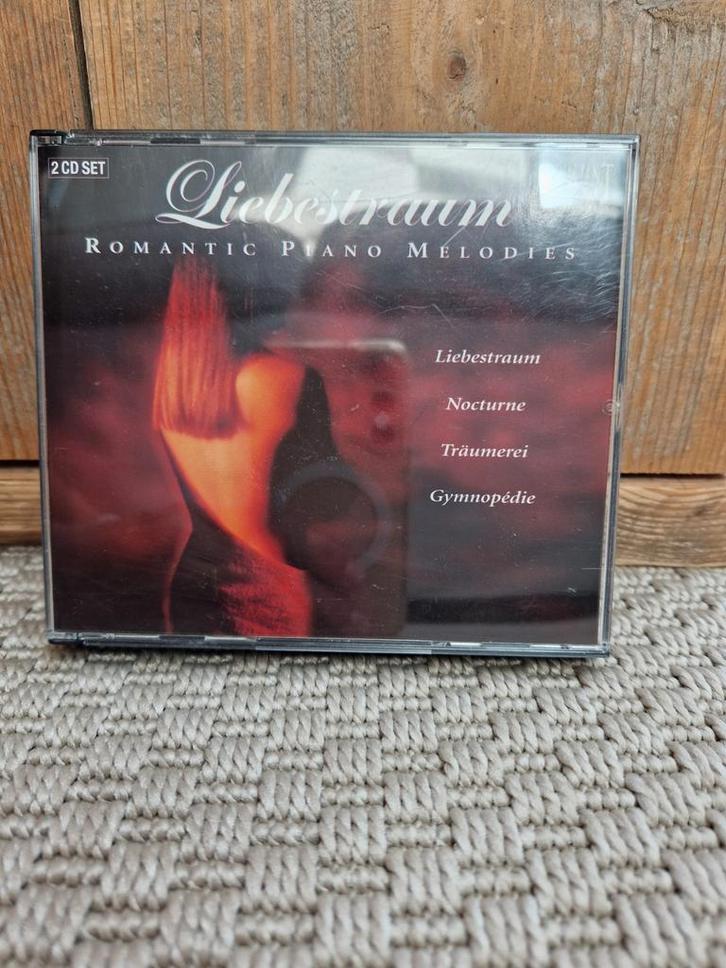 2 CD SET
Liebestraum
ROMANTIC PIANO MELODIES
Liebestraum
Nocturne
Träumerei
Gymnopédie